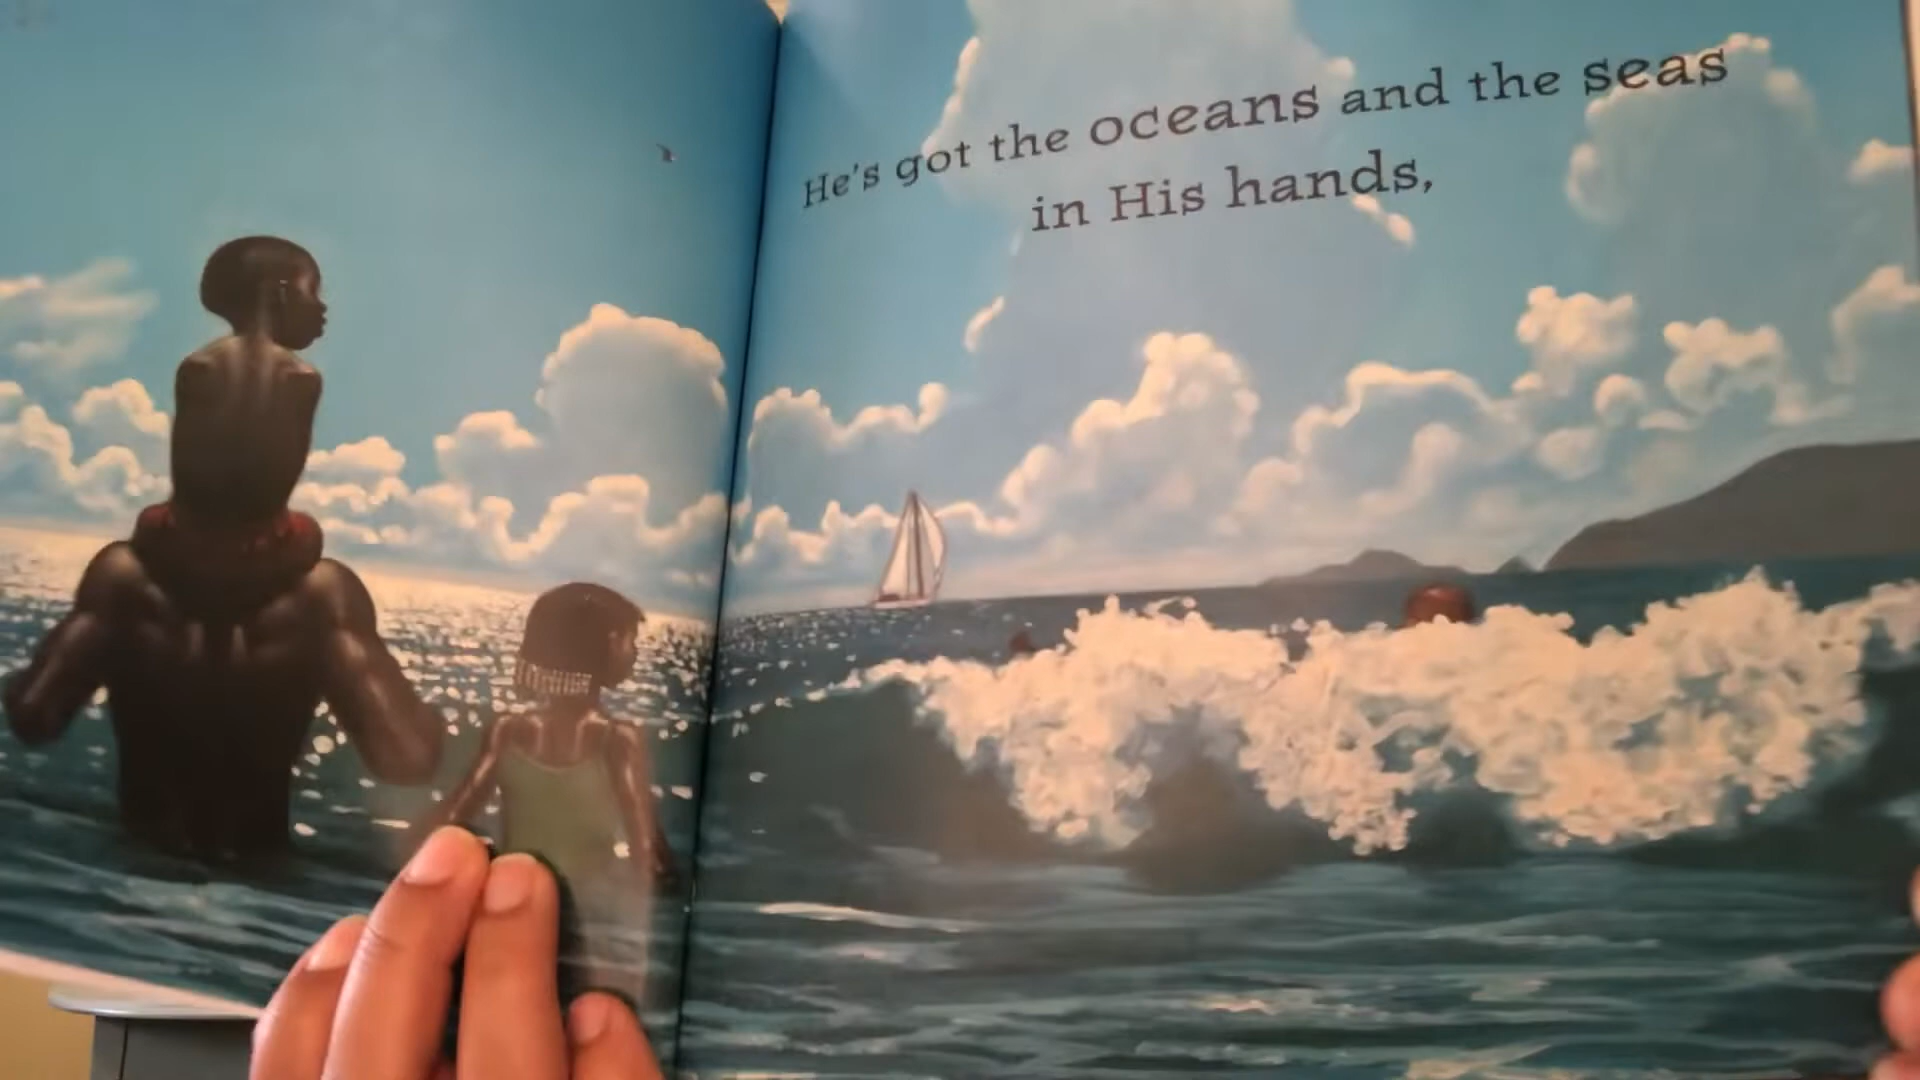 He's got the oceans and the seas
in His hands,